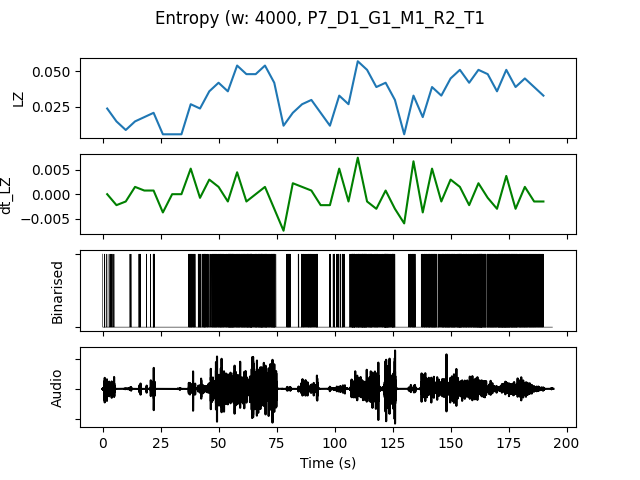 Entropy (w: 4000, P7_D1_G1_M1_R2_T1
0.050
0.025
LZ
0.005
0.000
−0.005
dt_LZ
Binarised
Audio
0 25 50 75 100 125 150 175 200
Time (s)